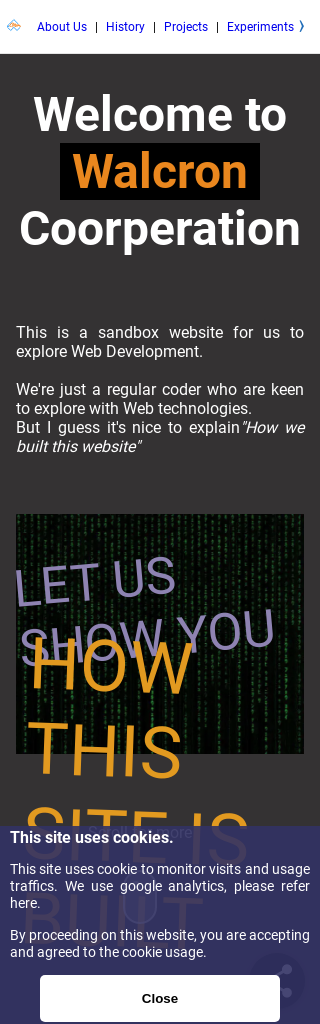 About Us | History | Projects | Experiments ⟩
Welcome to
Walcron
Coorperation
This is a sandbox website for us to
explore Web Development.
We're just a regular coder who are keen
to explore with Web technologies.
But I guess it's nice to explain "How we
built this website"
LET US
SHOW YOU
HOW
THIS
SITE IS
BUILT
This site uses cookies.
This site uses cookie to monitor visits and usage
traffics. We use google analytics, please refer
here.
By proceeding on this website, you are accepting
and agreed to the cookie usage.
Close